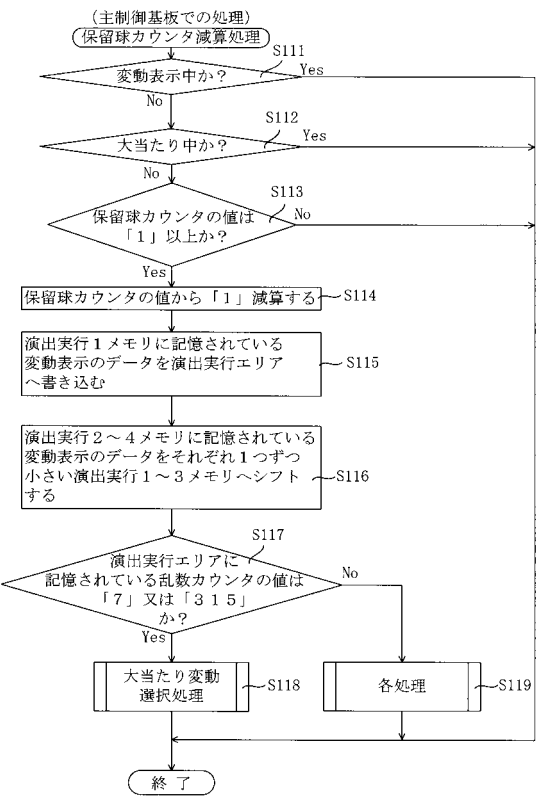 （主制御基板での処理）
保留球カウンタ減算処理
S111
変動表示中か？
Yes
No
S112
大当たり中か？
Yes
No
S113
保留球カウンタの値は
「１」以上か？
No
Yes
保留球カウンタの値から「１」減算する
S114
演出実行１メモリに記憶されている
変動表示のデータを演出実行エリア
へ書き込む
S115
演出実行２～４メモリに記憶されている
変動表示のデータをそれぞれ１つずつ
小さい演出実行１～３メモリへシフト
する
S116
S117
演出実行エリアに
記憶されている乱数カウンタの値は
「７」又は「３１５」
か？
No
Yes
大当たり変動
選択処理
S118
各処理
S119
終了